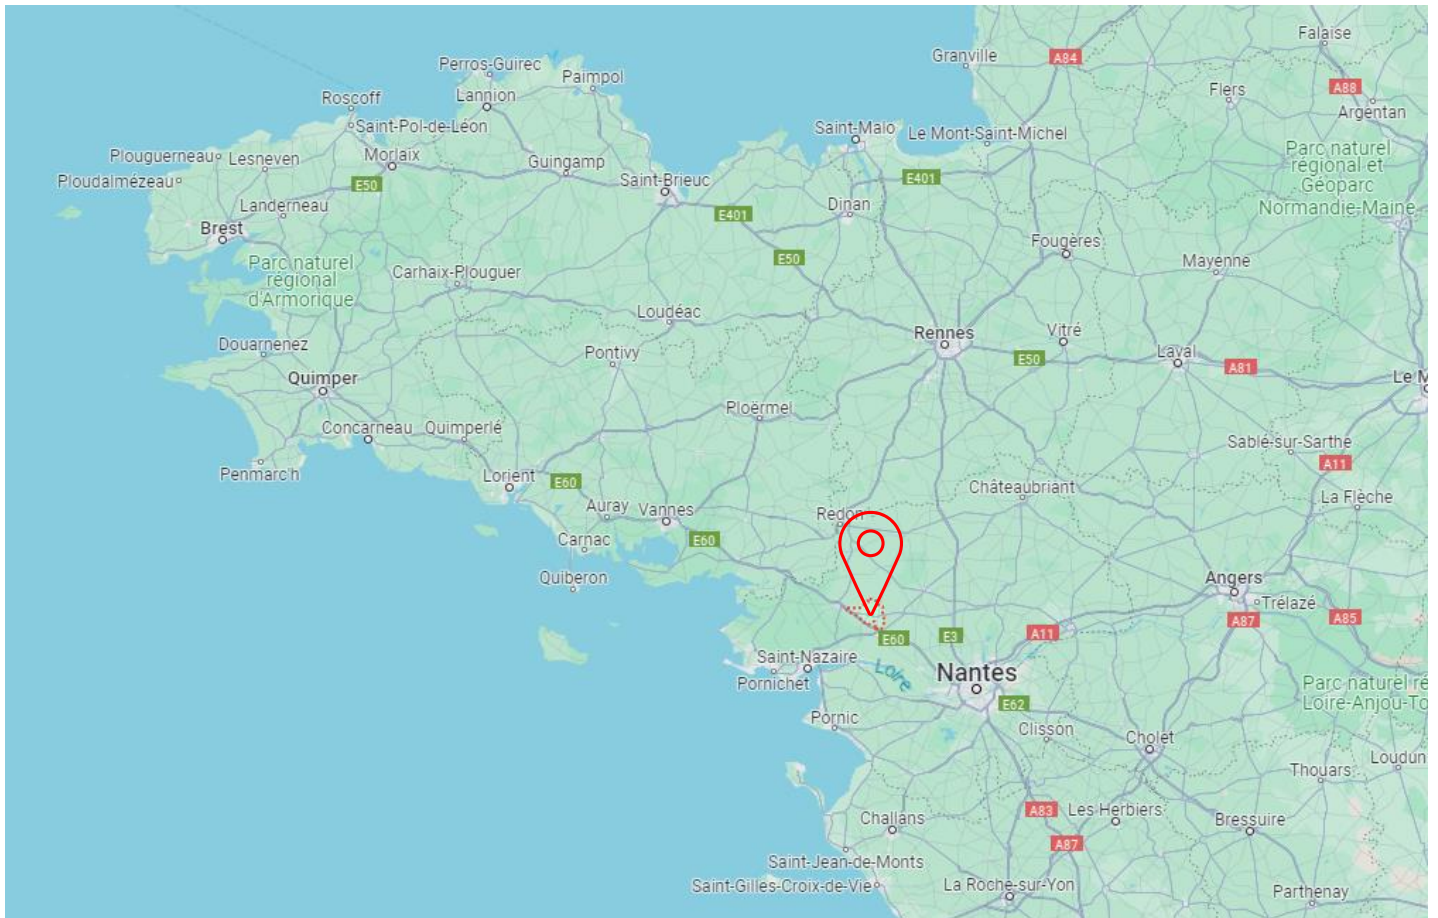 Falaise
Granville
A84
Perros-Guirec
Paimpol
Flers
A88
Lannion
Argentan
Roscoff
Saint-Pol-de-Léon
Saint-Malo
Le Mont-Saint-Michel
Plouguerneau
Lesneven
Morlaix
Guingamp
Parc naturel
régional et
Géoparc
Normandie-Maine
Ploudalmézeau
E50
Saint-Brieuc
E401
Landerneau
E401
Dinan
Brest
Fougères
Parc naturel
régional
d'Armorique
Carhaix-Plouguer
E50
Mayenne
Loudéac
Rennes
Vitré
Douarnenez
Pontivy
E50
Laval
A81
Quimper
Le M
Ploërmel
Concarneau
Quimperlé
Sablé-sur-Sarthe
Penmarc'h
Lorient
E60
A11
Châteaubriant
La Flèche
Auray
Vannes
Redon
Carnac
E60
Quiberon
Angers
Trélazé
E60
E3
A11
A87
A85
Saint-Nazaire
Loire
Nantes
Pornichet
Parc naturel ré
Loire-Anjou-To
E62
Pornic
Clisson
Cholet
Loudun
Thouars
Challans
A83
Les Herbiers
Bressuire
A87
Saint-Jean-de-Monts
Saint-Gilles-Croix-de-Vie
La Roche-sur-Yon
Parthenay